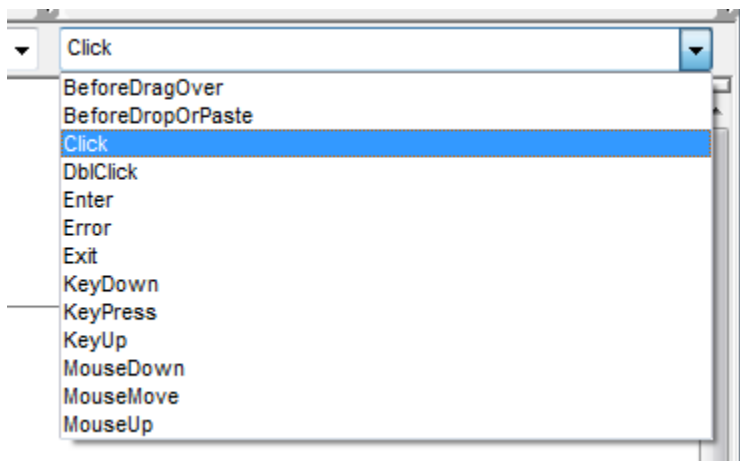 Click
BeforeDragOver
BeforeDropOrPaste
Click
DblClick
Enter
Error
Exit
KeyDown
KeyPress
KeyUp
MouseDown
MouseMove
MouseUp